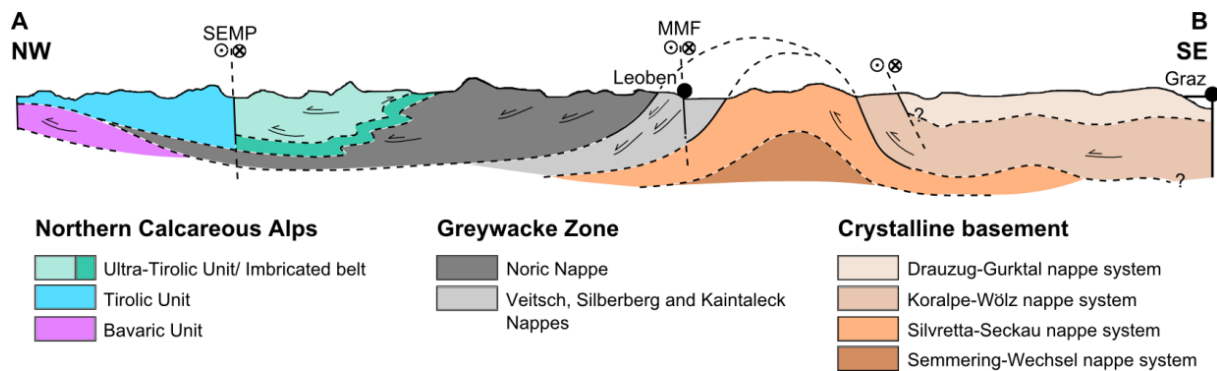 A
NW
SEMP
MMF
Leoben
B
SE
Graz
?
?
Northern Calcareous Alps
Ultra-Tirolic Unit/ Imbricated belt
Tirolic Unit
Bavaric Unit
Greywacke Zone
Noric Nappe
Veitsch, Silberberg and Kaintaleck
Nappes
Crystalline basement
Drauzug-Gurktal nappe system
Koralpe-Wölz nappe system
Silvretta-Seckau nappe system
Semmering-Wechsel nappe system